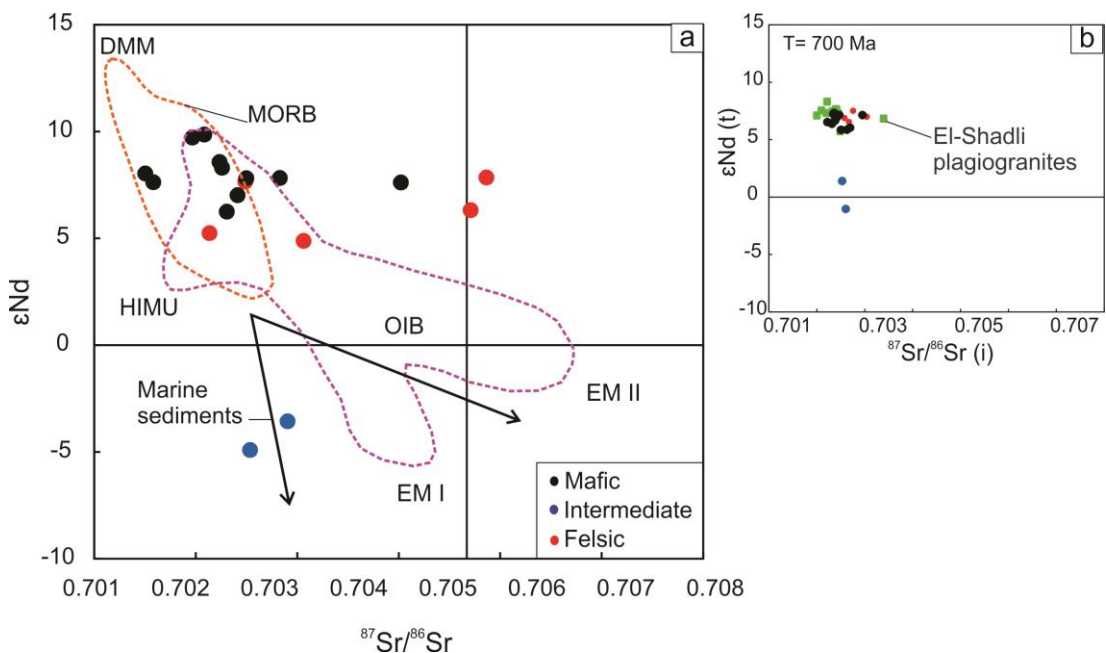 15
10
5
0
-5
-10
εNd
a
DMM
MORB
HIMU
OIB
Marine
sediments
EM II
EM I
Mafic
Intermediate
Felsic
0.701 0.702 0.703 0.704 0.705 0.706 0.707 0.708
⁸⁷Sr/⁸⁶Sr
15
10
5
0
-5
-10
εNd (t)
T= 700 Ma
b
El-Shadli
plagiogranites
0.701 0.703 0.705 0.707
⁸⁷Sr/⁸⁶Sr (i)